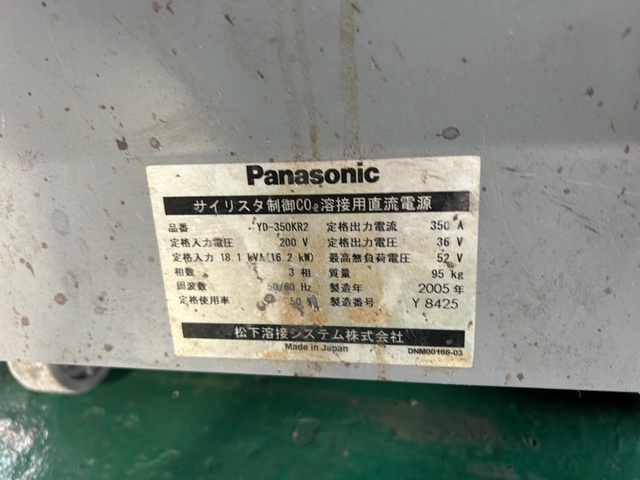 Panasonic
サイリスタ制御CO₂溶接用直流電源
品番 YD-350KR2 定格出力電流 350 A
定格入力電圧 200 V 定格出力電圧 36 V
定格入力 18.1 kVA(16.2 kW) 最高無負荷電圧 52 V
相数 3 相 質量 95 kg
周波数 50/60 Hz 製造年 2005 年
定格使用率 50 % 製造番号 Y 8425
松下溶接システム株式会社
Made in Japan DNM00166-03